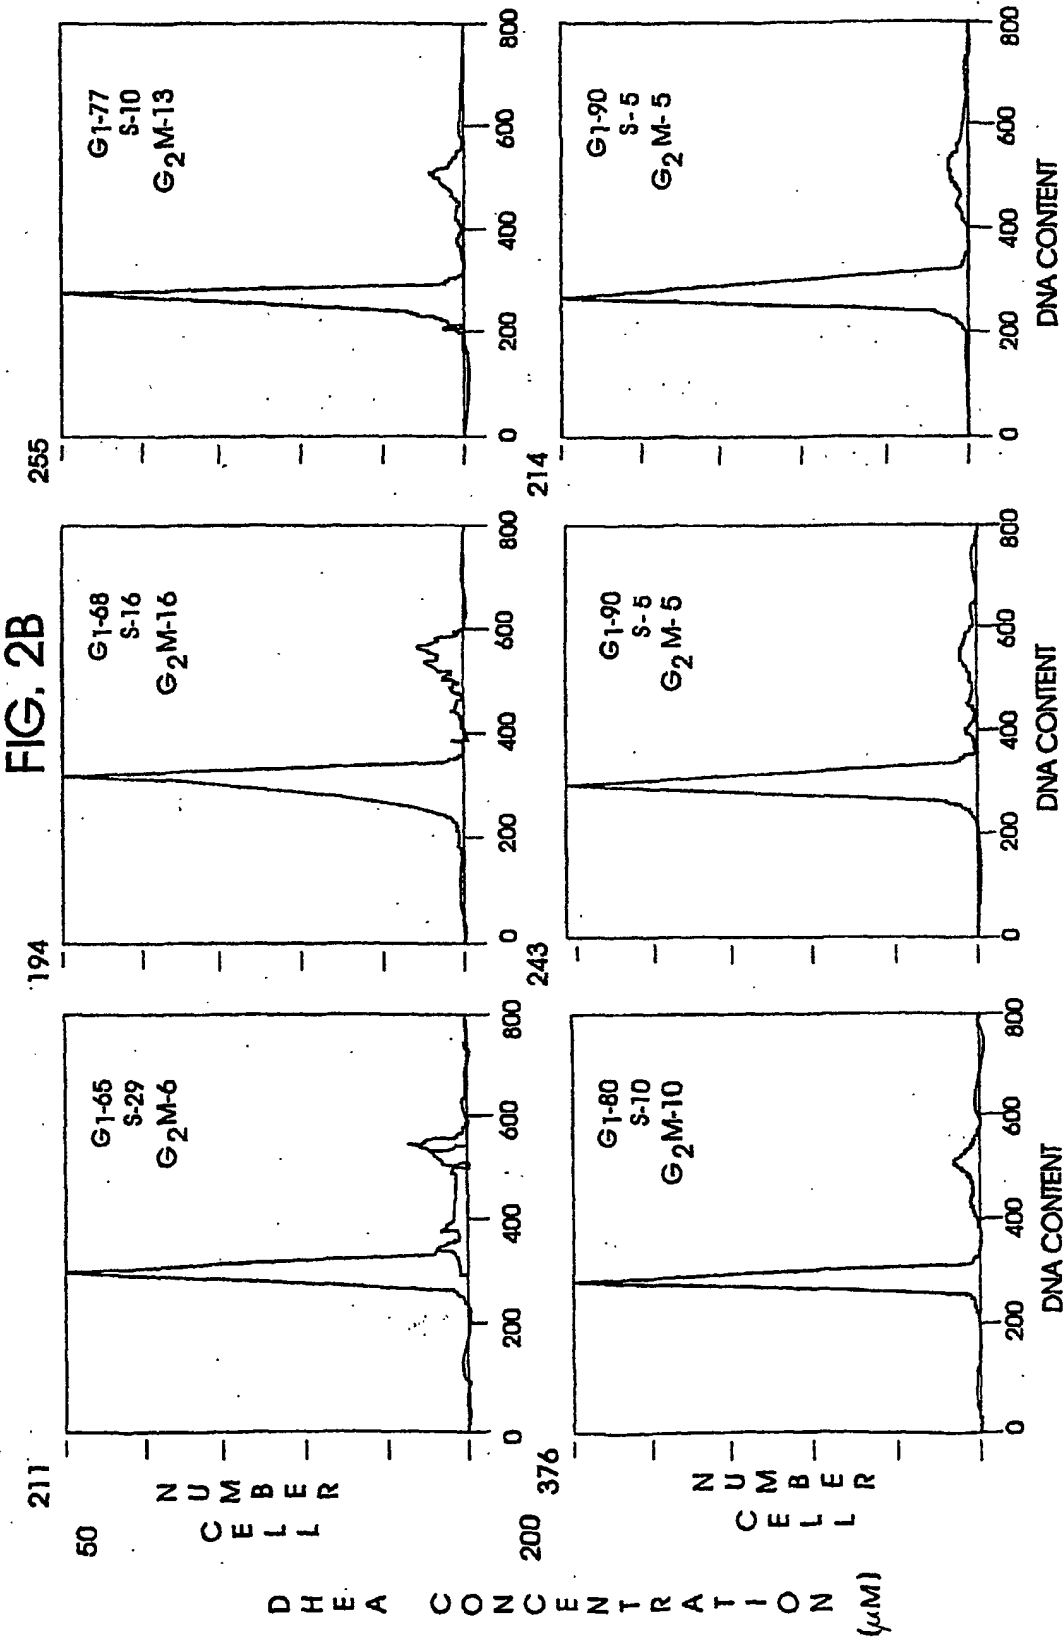 FIG. 2B
DHEA CONCENTRATION (μM)
50
CELL NUMBER
211
G1-65
S-29
G2M-6
0 200 400 600 800
194
G1-68
S-16
G2M-16
0 200 400 600 800
255
G1-77
S-10
G2M-13
0 200 400 600 800
200
CELL NUMBER
376
G1-80
S-10
G2M-10
0 200 400 600 800
DNA CONTENT
243
G1-90
S-5
G2M-5
0 200 400 600 800
DNA CONTENT
214
G1-90
S-5
G2M-5
0 200 400 600 800
DNA CONTENT